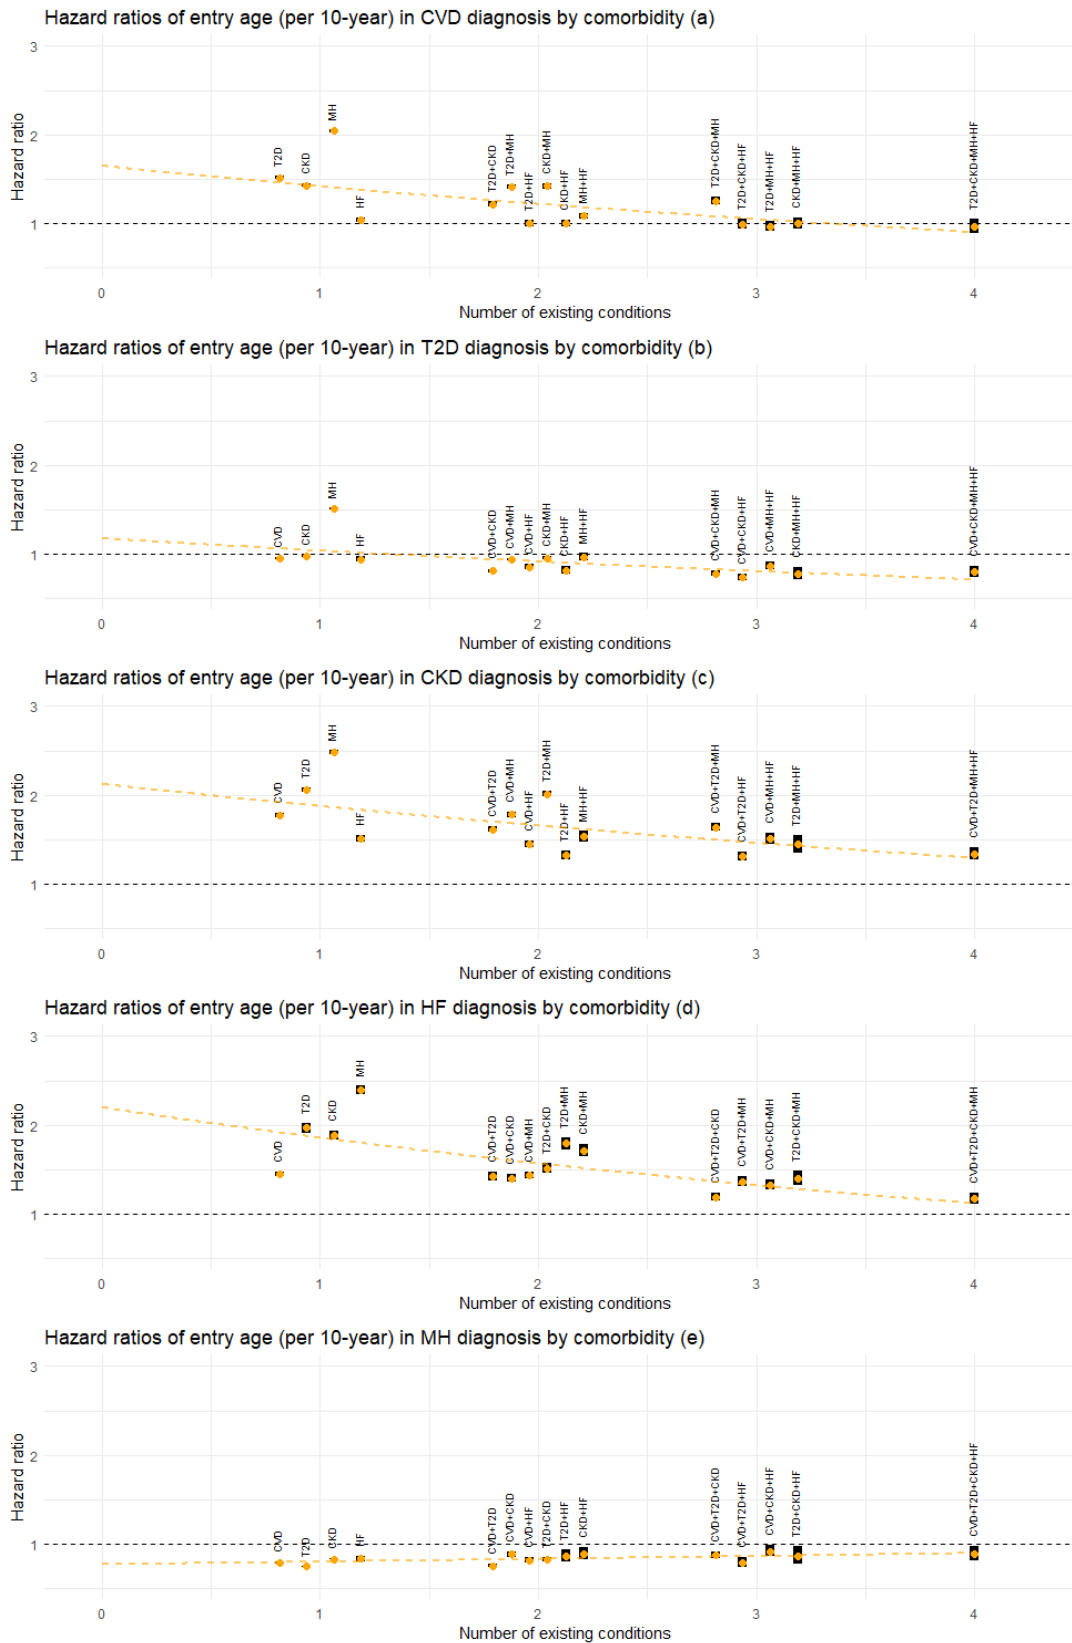 Hazard ratios of entry age (per 10-year) in CVD diagnosis by comorbidity (a)
Hazard ratio
3
2
1
T2D
CKD
MH
HF
T2D+CKD
T2D+MH
T2D+HF
CKD+MH
CKD+HF
MH+HF
T2D+CKD+MH
T2D+CKD+HF
T2D+MH+HF
CKD+MH+HF
T2D+CKD+MH+HF
0 1 2 3 4
Number of existing conditions
Hazard ratios of entry age (per 10-year) in T2D diagnosis by comorbidity (b)
Hazard ratio
3
2
1
CVD
CKD
MH
HF
CVD+CKD
CVD+MH
CVD+HF
CKD+MH
CKD+HF
MH+HF
CVD+CKD+MH
CVD+CKD+HF
CVD+MH+HF
CKD+MH+HF
CVD+CKD+MH+HF
0 1 2 3 4
Number of existing conditions
Hazard ratios of entry age (per 10-year) in CKD diagnosis by comorbidity (c)
Hazard ratio
3
2
1
CVD
T2D
MH
HF
CVD+T2D
CVD+MH
CVD+HF
T2D+MH
T2D+HF
MH+HF
CVD+T2D+MH
CVD+T2D+HF
CVD+MH+HF
T2D+MH+HF
CVD+T2D+MH+HF
0 1 2 3 4
Number of existing conditions
Hazard ratios of entry age (per 10-year) in HF diagnosis by comorbidity (d)
Hazard ratio
3
2
1
CVD
T2D
CKD
MH
CVD+T2D
CVD+CKD
CVD+MH
T2D+CKD
T2D+MH
CKD+MH
CVD+T2D+CKD
CVD+T2D+MH
CVD+CKD+MH
T2D+CKD+MH
CVD+T2D+CKD+MH
0 1 2 3 4
Number of existing conditions
Hazard ratios of entry age (per 10-year) in MH diagnosis by comorbidity (e)
Hazard ratio
3
2
1
CVD
T2D
CKD
HF
CVD+T2D
CVD+CKD
CVD+HF
T2D+CKD
T2D+HF
CKD+HF
CVD+T2D+CKD
CVD+T2D+HF
CVD+CKD+HF
T2D+CKD+HF
CVD+T2D+CKD+HF
0 1 2 3 4
Number of existing conditions